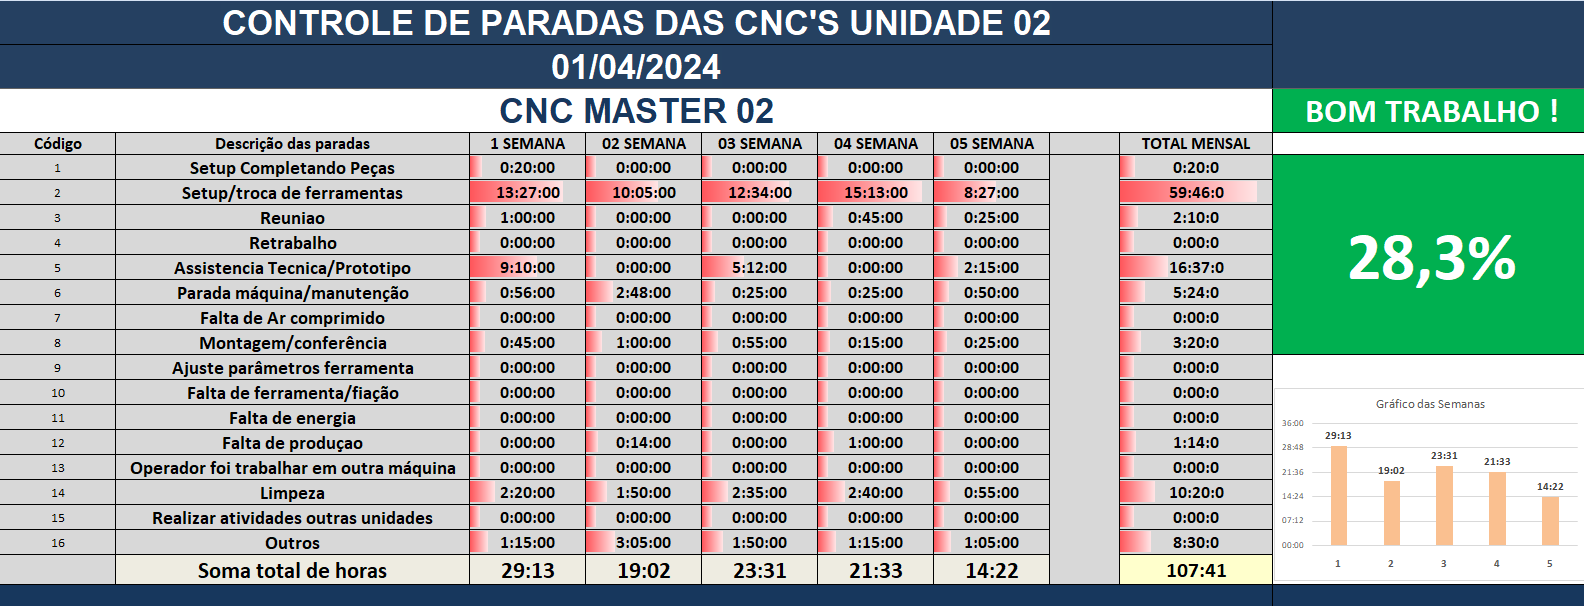 CONTROLE DE PARADAS DAS CNC'S UNIDADE 02
01/04/2024
CNC MASTER 02
BOM TRABALHO !
Código Descrição das paradas 1 SEMANA 02 SEMANA 03 SEMANA 04 SEMANA 05 SEMANA TOTAL MENSAL
1 Setup Completando Peças 0:20:00 0:00:00 0:00:00 0:00:00 0:00:00 0:20:0
2 Setup/troca de ferramentas 13:27:00 10:05:00 12:34:00 15:13:00 8:27:00 59:46:0
3 Reuniao 1:00:00 0:00:00 0:00:00 0:45:00 0:25:00 2:10:0
4 Retrabalho 0:00:00 0:00:00 0:00:00 0:00:00 0:00:00 0:00:0
5 Assistencia Tecnica/Prototipo 9:10:00 0:00:00 5:12:00 0:00:00 2:15:00 16:37:0
6 Parada máquina/manutenção 0:56:00 2:48:00 0:25:00 0:25:00 0:50:00 5:24:0
7 Falta de Ar comprimido 0:00:00 0:00:00 0:00:00 0:00:00 0:00:00 0:00:0
8 Montagem/conferência 0:45:00 1:00:00 0:55:00 0:15:00 0:25:00 3:20:0
9 Ajuste parâmetros ferramenta 0:00:00 0:00:00 0:00:00 0:00:00 0:00:00 0:00:0
10 Falta de ferramenta/fiação 0:00:00 0:00:00 0:00:00 0:00:00 0:00:00 0:00:0
11 Falta de energia 0:00:00 0:00:00 0:00:00 0:00:00 0:00:00 0:00:0
12 Falta de produçao 0:00:00 0:14:00 0:00:00 1:00:00 0:00:00 1:14:0
13 Operador foi trabalhar em outra máquina 0:00:00 0:00:00 0:00:00 0:00:00 0:00:00 0:00:0
14 Limpeza 2:20:00 1:50:00 2:35:00 2:40:00 0:55:00 10:20:0
15 Realizar atividades outras unidades 0:00:00 0:00:00 0:00:00 0:00:00 0:00:00 0:00:0
16 Outros 1:15:00 3:05:00 1:50:00 1:15:00 1:05:00 8:30:0
Soma total de horas 29:13 19:02 23:31 21:33 14:22 107:41
28,3%
Gráfico das Semanas
36:00
28:48
21:36
14:24
07:12
00:00
29:13
19:02
23:31
21:33
14:22
1 2 3 4 5